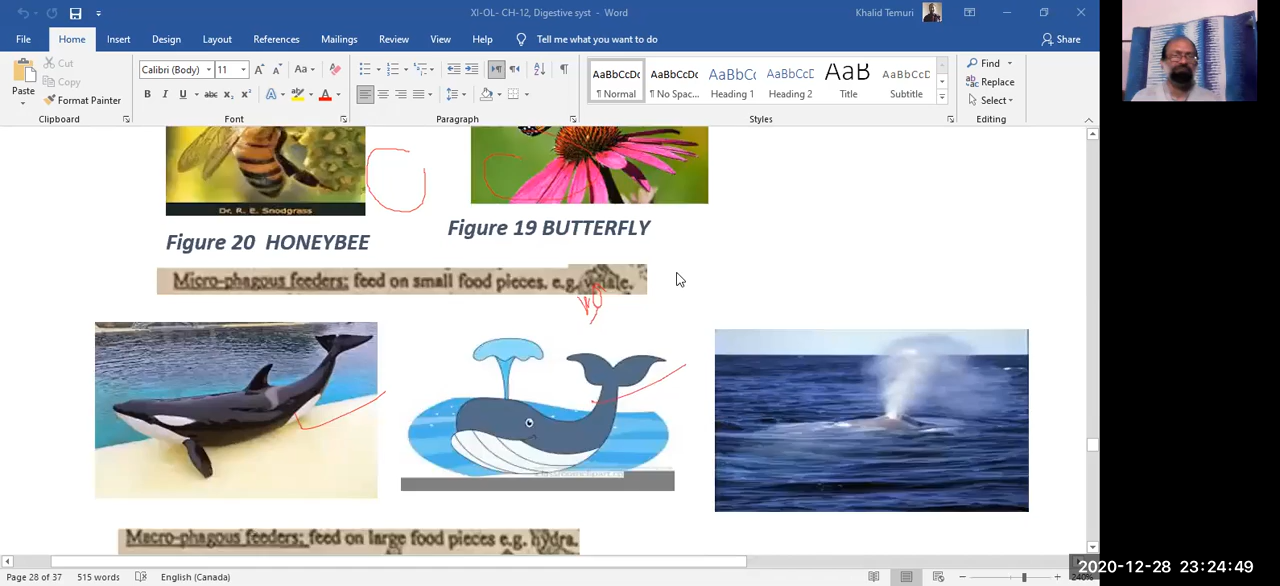 XI-OL- CH-12, Digestive syst - Word
Khalid Temuri
File Home Insert Design Layout References Mailings Review View Help Tell me what you want to do Share
Paste
Cut
Copy
Format Painter
Clipboard
Calibri (Body) 11
Font
Paragraph
AaBbCcDc AaBbCcDc AaBbCc AaBbCcD AaB AaBbCcD
¶ Normal ¶ No Spac... Heading 1 Heading 2 Title Subtitle
Styles
Find
Replace
Select
Editing
Dr. R. E. Snodgrass
Figure 20 HONEYBEE
Figure 19 BUTTERFLY
Micro-phagous feeders; feed on small food pieces, e.g. whale.
Macro-phagous feeders; feed on large food pieces e.g. hydra.
Page 28 of 37 515 words English (Canada)
2020-12-28 23:24:49